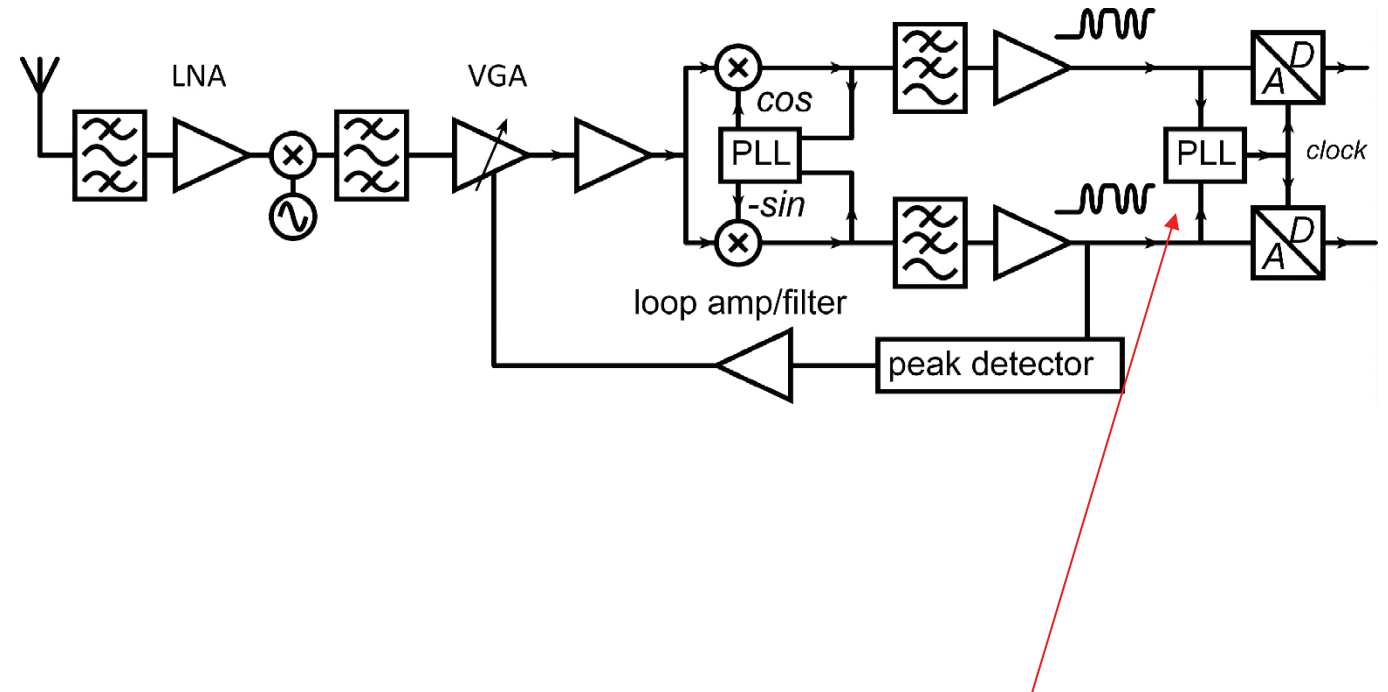 LNA
VGA
cos
PLL
-sin
PLL
clock
D
A
D
A
loop amp/filter
peak detector